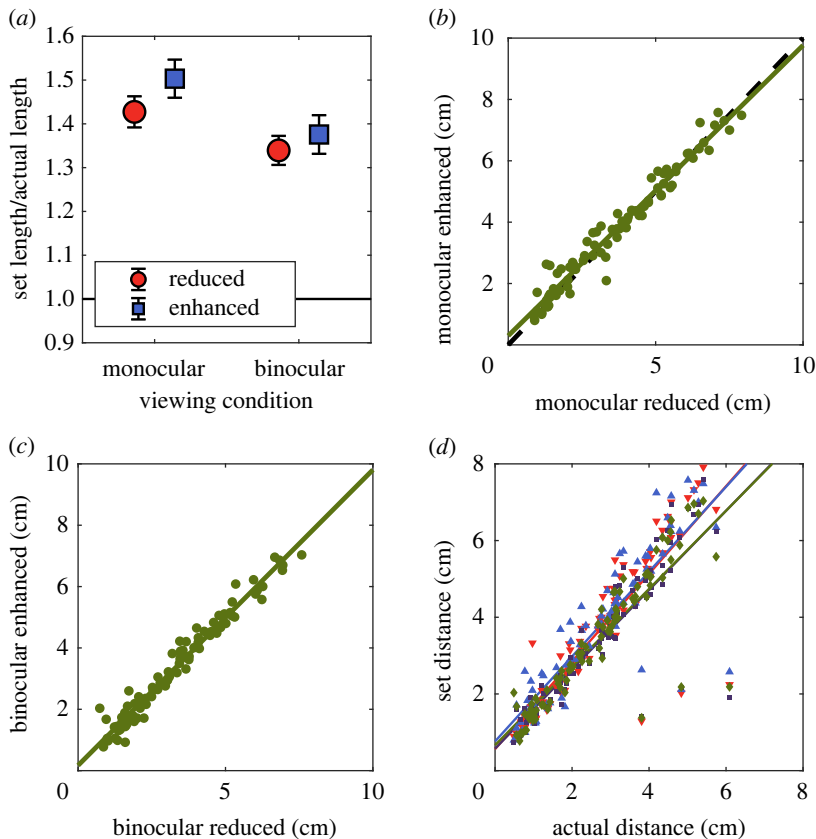 (a)
set length/actual length
1.6
1.5
1.4
1.3
1.2
1.1
1.0
0.9
reduced
enhanced
monocular
binocular
viewing condition
(b)
monocular enhanced (cm)
10
8
6
4
2
0
5
10
monocular reduced (cm)
(c)
binocular enhanced (cm)
10
8
6
4
2
0
5
10
binocular reduced (cm)
(d)
set distance (cm)
8
6
4
2
0
2
4
6
8
actual distance (cm)